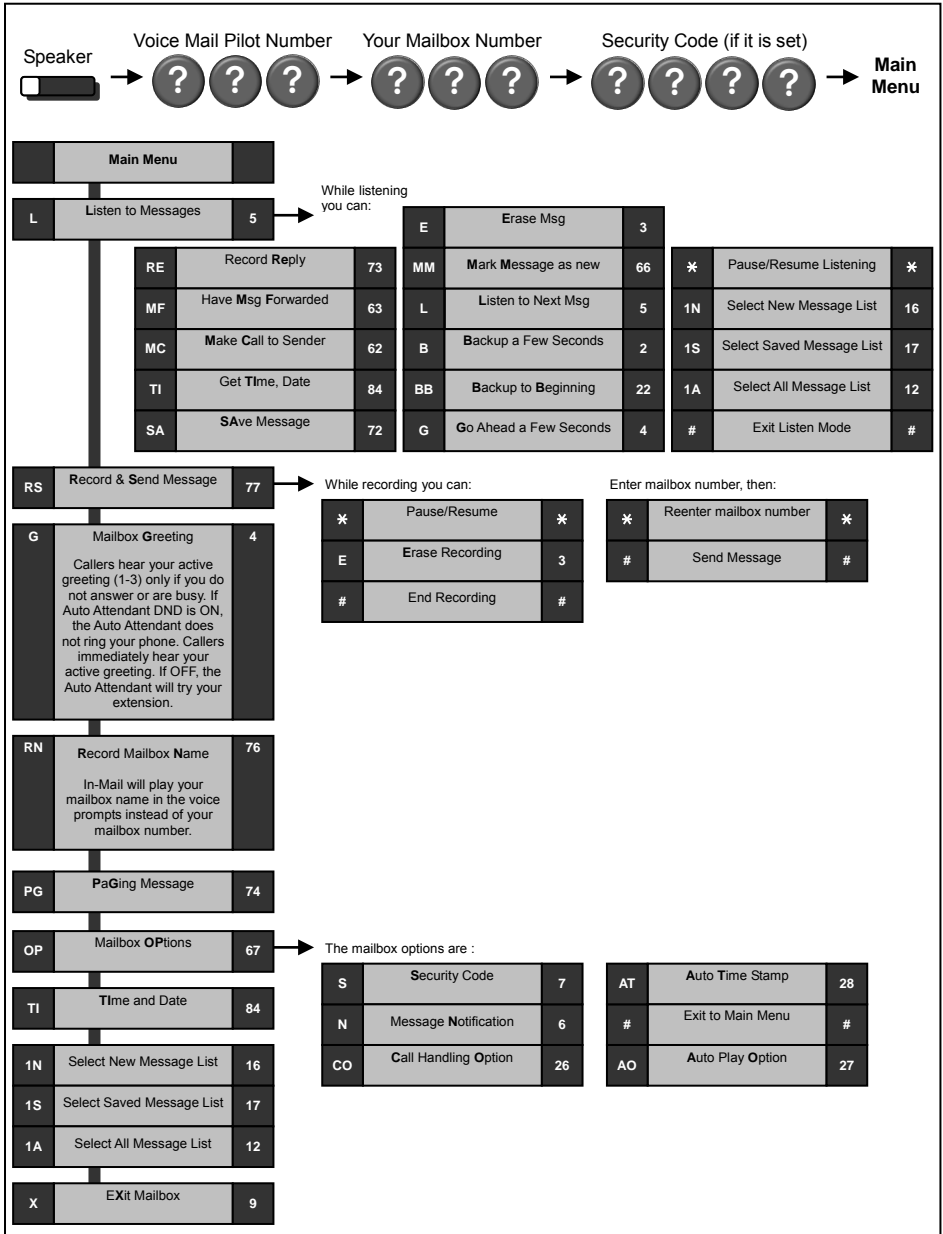 Speaker
Voice Mail Pilot Number
Your Mailbox Number
Security Code (if it is set)
? ? ?
? ? ?
? ? ? ?
Main
Menu
Main Menu
L Listen to Messages 5
While listening
you can:
RE Record Reply 73
MF Have Msg Forwarded 63
MC Make Call to Sender 62
TI Get TIme, Date 84
SA SAve Message 72
E Erase Msg 3
MM Mark Message as new 66
L Listen to Next Msg 5
B Backup a Few Seconds 2
BB Backup to Beginning 22
G Go Ahead a Few Seconds 4
* Pause/Resume Listening *
1N Select New Message List 16
1S Select Saved Message List 17
1A Select All Message List 12
# Exit Listen Mode #
RS Record & Send Message 77
While recording you can:
* Pause/Resume *
E Erase Recording 3
# End Recording #
Enter mailbox number, then:
* Reenter mailbox number *
# Send Message #
G Mailbox Greeting 4
Callers hear your active
greeting (1-3) only if you do
not answer or are busy. If
Auto Attendant DND is ON,
the Auto Attendant does
not ring your phone. Callers
immediately hear your
active greeting. If OFF, the
Auto Attendant will try your
extension.
RN Record Mailbox Name 76
In-Mail will play your
mailbox name in the voice
prompts instead of your
mailbox number.
PG PaGing Message 74
OP Mailbox OPtions 67
The mailbox options are :
S Security Code 7
N Message Notification 6
CO Call Handling Option 26
AT Auto Time Stamp 28
# Exit to Main Menu #
AO Auto Play Option 27
TI TIme and Date 84
1N Select New Message List 16
1S Select Saved Message List 17
1A Select All Message List 12
X EXit Mailbox 9